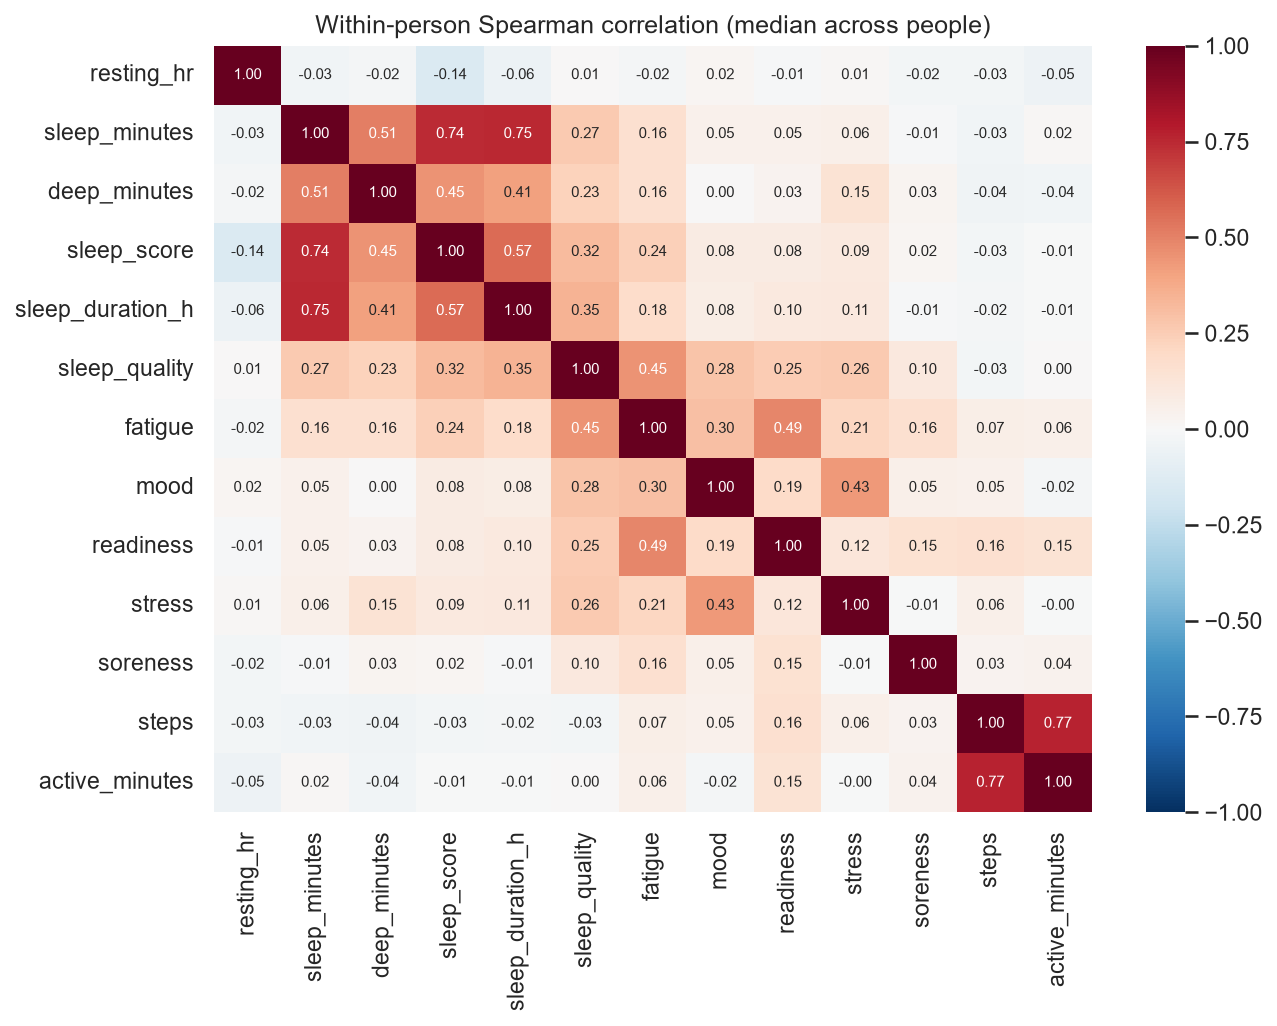 Within-person Spearman correlation (median across people)
resting_hr 1.00 -0.03 -0.02 -0.14 -0.06 0.01 -0.02 0.02 -0.01 0.01 -0.02 -0.03 -0.05
sleep_minutes -0.03 1.00 0.51 0.74 0.75 0.27 0.16 0.05 0.05 0.06 -0.01 -0.03 0.02
deep_minutes -0.02 0.51 1.00 0.45 0.41 0.23 0.16 0.00 0.03 0.15 0.03 -0.04 -0.04
sleep_score -0.14 0.74 0.45 1.00 0.57 0.32 0.24 0.08 0.08 0.09 0.02 -0.03 -0.01
sleep_duration_h -0.06 0.75 0.41 0.57 1.00 0.35 0.18 0.08 0.10 0.11 -0.01 -0.02 -0.01
sleep_quality 0.01 0.27 0.23 0.32 0.35 1.00 0.45 0.28 0.25 0.26 0.10 -0.03 0.00
fatigue -0.02 0.16 0.16 0.24 0.18 0.45 1.00 0.30 0.49 0.21 0.16 0.07 0.06
mood 0.02 0.05 0.00 0.08 0.08 0.28 0.30 1.00 0.19 0.43 0.05 0.05 -0.02
readiness -0.01 0.05 0.03 0.08 0.10 0.25 0.49 0.19 1.00 0.12 0.15 0.16 0.15
stress 0.01 0.06 0.15 0.09 0.11 0.26 0.21 0.43 0.12 1.00 -0.01 0.06 -0.00
soreness -0.02 -0.01 0.03 0.02 -0.01 0.10 0.16 0.05 0.15 -0.01 1.00 0.03 0.04
steps -0.03 -0.03 -0.04 -0.03 -0.02 -0.03 0.07 0.05 0.16 0.06 0.03 1.00 0.77
active_minutes -0.05 0.02 -0.04 -0.01 -0.01 0.00 0.06 -0.02 0.15 -0.00 0.04 0.77 1.00
resting_hr
sleep_minutes
deep_minutes
sleep_score
sleep_duration_h
sleep_quality
fatigue
mood
readiness
stress
soreness
steps
active_minutes
1.00
0.75
0.50
0.25
0.00
−0.25
−0.50
−0.75
−1.00